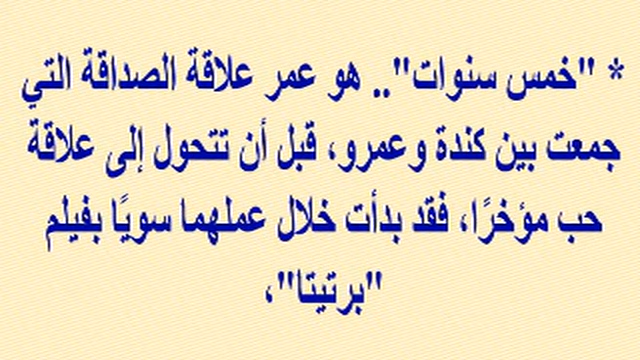 * "خمس سنوات".. هو عمر علاقة الصداقة التي
جمعت بين كندة وعمرو، قبل أن تتحول إلى علاقة
حب مؤخرًا، فقد بدأت خلال عملهما سويًا بفيلم
"برتيتا"،